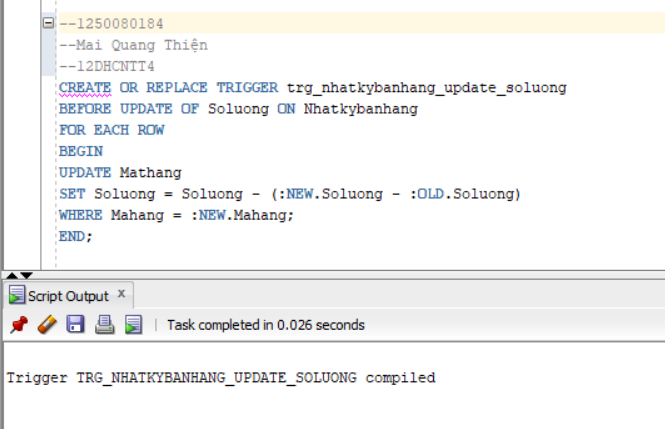 --1250080184
--Mai Quang Thiện
--12DHCNTT4
CREATE OR REPLACE TRIGGER trg_nhatkybanhang_update_soluong
BEFORE UPDATE OF Soluong ON Nhatkybanhang
FOR EACH ROW
BEGIN
UPDATE Mathang
SET Soluong = Soluong - (:NEW.Soluong - :OLD.Soluong)
WHERE Mahang = :NEW.Mahang;
END;
Script Output x
Task completed in 0.026 seconds
Trigger TRG_NHATKYBANHANG_UPDATE_SOLUONG compiled